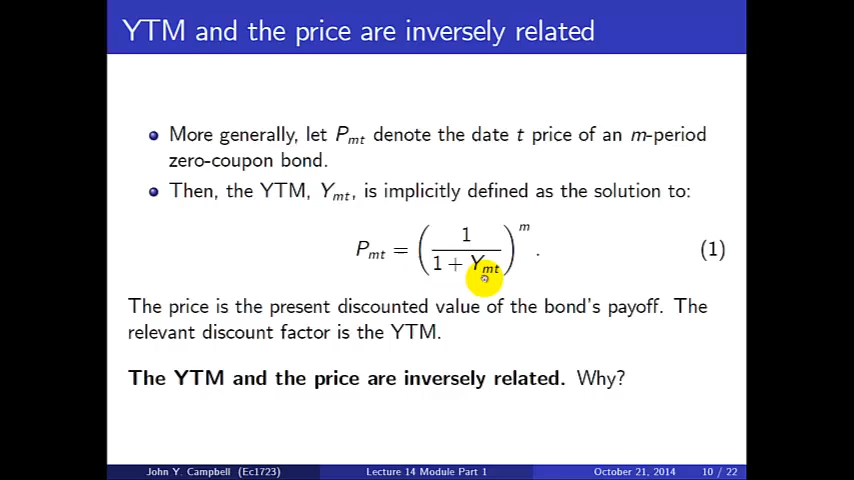 YTM and the price are inversely related
More generally, let P_mt denote the date t price of an m-period
zero-coupon bond.
Then, the YTM, Y_mt, is implicitly defined as the solution to:
P_mt = ( 1 / (1 + Y_mt) )^m . (1)
The price is the present discounted value of the bond's payoff. The
relevant discount factor is the YTM.
The YTM and the price are inversely related. Why?
John Y. Campbell (Ec1723) Lecture 14 Module Part 1 October 21, 2014 10 / 22